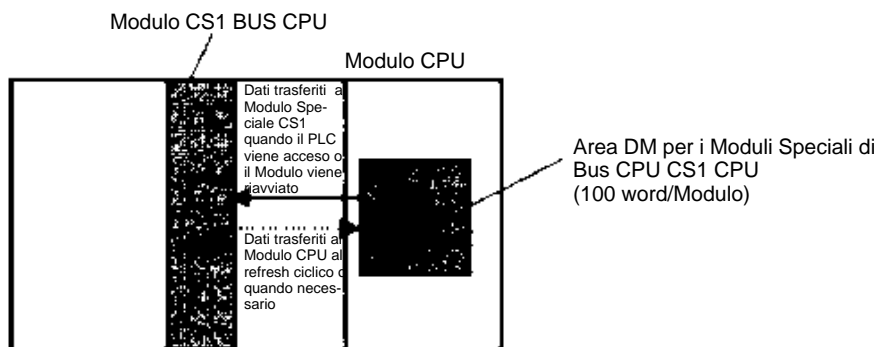 Modulo CS1 BUS CPU
Modulo CPU
Dati trasferiti a
Modulo Spe-
ciale CS1
quando il PLC
viene acceso o
il Modulo viene
riavviato
Area DM per i Moduli Speciali di
Bus CPU CS1 CPU
(100 word/Modulo)
Dati trasferiti al
Modulo CPU al
refresh ciclico o
quando neces-
sario